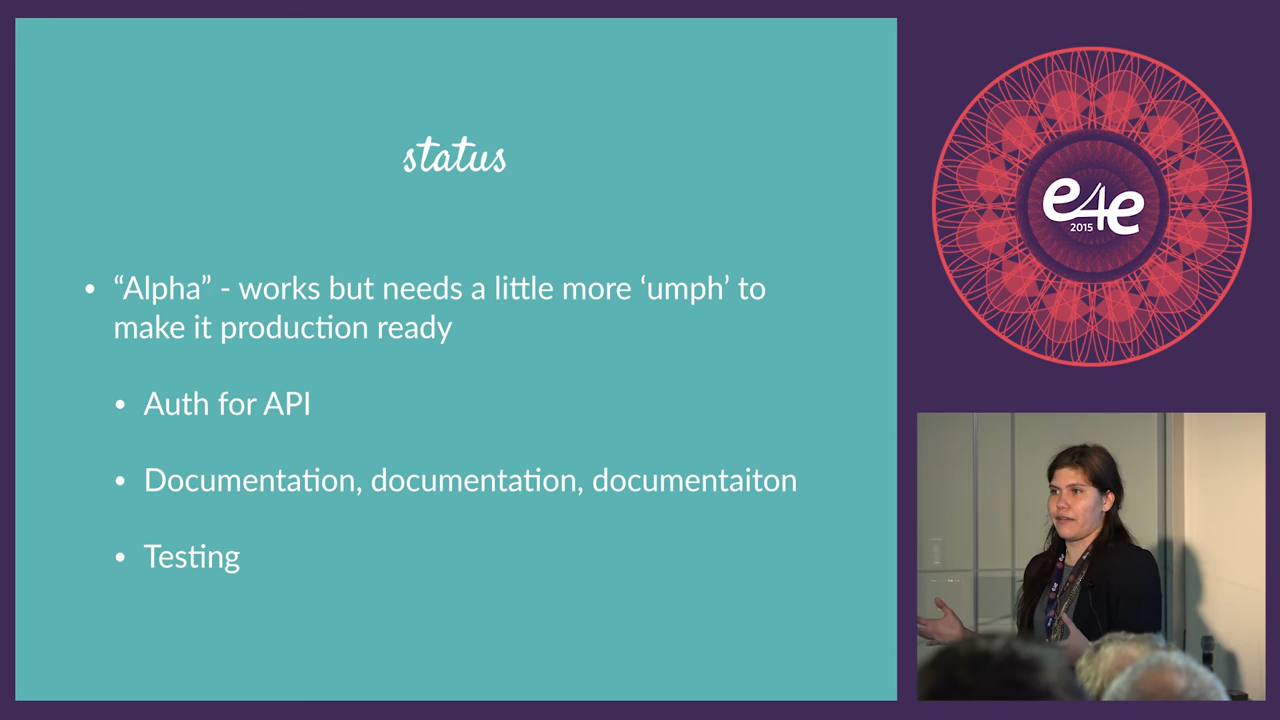 status
• “Alpha” - works but needs a little more ‘umph’ to
make it production ready
• Auth for API
• Documentation, documentation, documentaiton
• Testing
e4e
2015